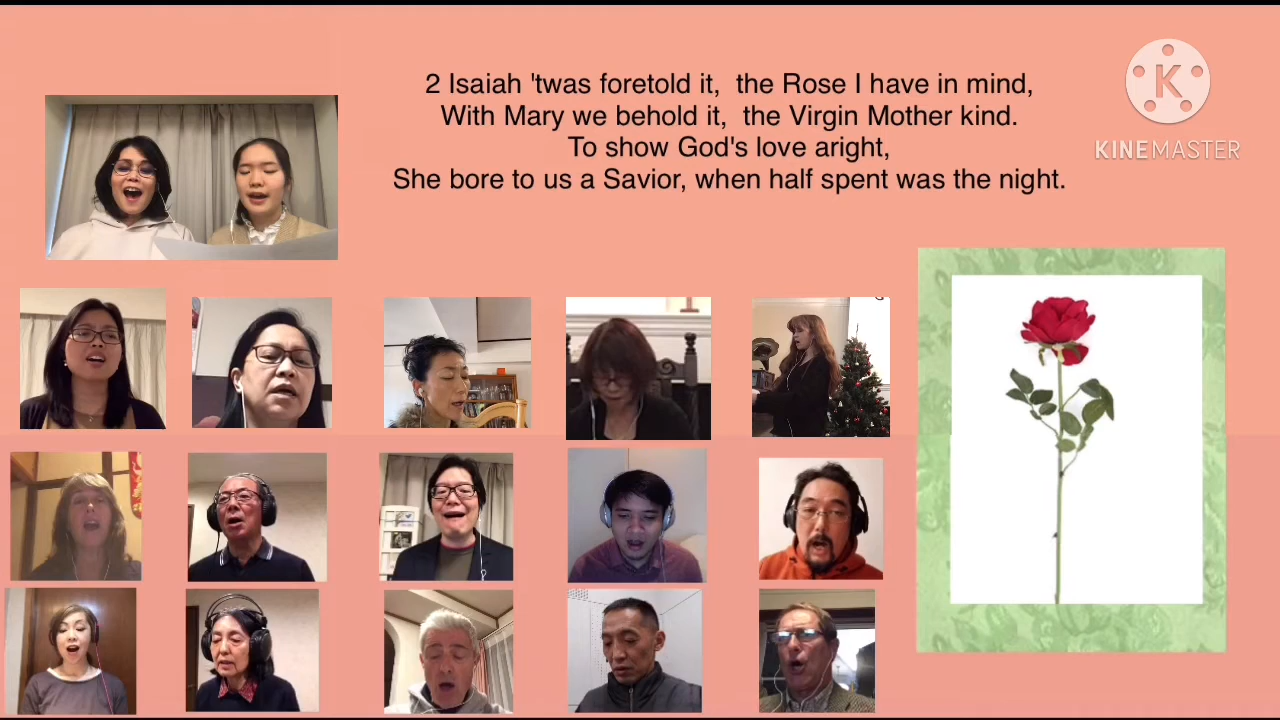 2 Isaiah 'twas foretold it, the Rose I have in mind,
With Mary we behold it, the Virgin Mother kind.
To show God's love aright,
She bore to us a Savior, when half spent was the night.
K
KINEMASTER